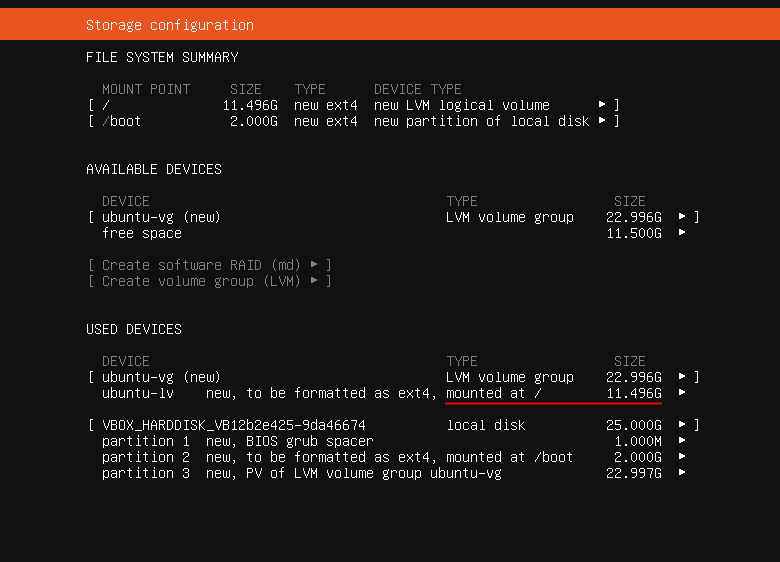 Storage configuration
FILE SYSTEM SUMMARY
MOUNT POINT SIZE TYPE DEVICE TYPE
[ / 11.496G new ext4 new LVM logical volume ▸ ]
[ /boot 2.000G new ext4 new partition of local disk ▸ ]
AVAILABLE DEVICES
DEVICE TYPE SIZE
[ ubuntu-vg (new) LVM volume group 22.996G ▸ ]
free space 11.500G ▸
[ Create software RAID (md) ▸ ]
[ Create volume group (LVM) ▸ ]
USED DEVICES
DEVICE TYPE SIZE
[ ubuntu-vg (new) LVM volume group 22.996G ▸ ]
ubuntu-lv new, to be formatted as ext4, mounted at / 11.496G ▸
[ VBOX_HARDDISK_VB12b2e425-9da46674 local disk 25.000G ▸ ]
partition 1 new, BIOS grub spacer 1.000M ▸
partition 2 new, to be formatted as ext4, mounted at /boot 2.000G ▸
partition 3 new, PV of LVM volume group ubuntu-vg 22.997G ▸